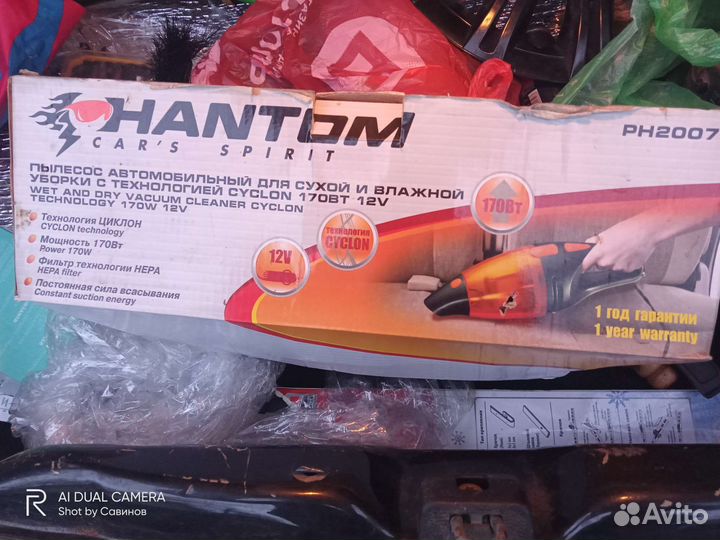 PHANTOM
CAR'S SPIRIT
PH2007
ПЫЛЕСОС АВТОМОБИЛЬНЫЙ ДЛЯ СУХОЙ И ВЛАЖНОЙ
УБОРКИ С ТЕХНОЛОГИЕЙ CYCLON 170ВТ 12V
WET AND DRY VACUUM CLEANER CYCLON
TECHNOLOGY 170W 12V
• Технология ЦИКЛОН
CYCLON technology
• Мощность 170Вт
Power 170W
• Фильтр технологии HEPA
HEPA filter
• Постоянная сила всасывания
Constant suction energy
12V
ТЕХНОЛОГИЯ
CYCLON
170Вт
1 год гарантии
1 year warranty
AI DUAL CAMERA
Shot by Савинов
Avito